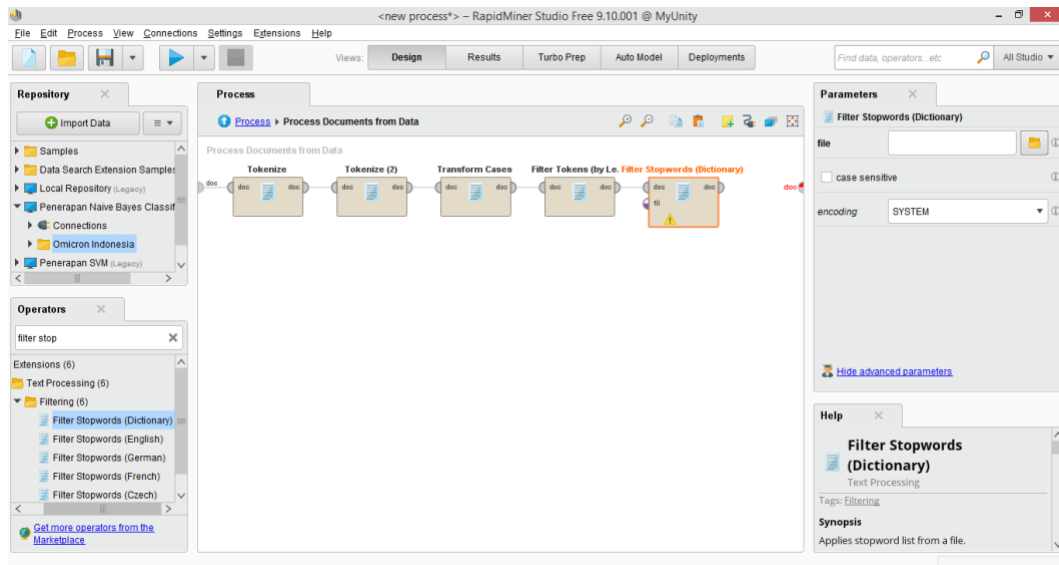 <new process*> – RapidMiner Studio Free 9.10.001 @ MyUnity
File Edit Process View Connections Settings Extensions Help
Views: Design Results Turbo Prep Auto Model Deployments Find data, operators...etc All Studio
Repository
Import Data
Samples
Data Search Extension Samples
Local Repository (Legacy)
Penerapan Naive Bayes Classif
Connections
Omicron Indonesia
Penerapan SVM (Legacy)
Operators
filter stop
Extensions (6)
Text Processing (6)
Filtering (6)
Filter Stopwords (Dictionary)
Filter Stopwords (English)
Filter Stopwords (German)
Filter Stopwords (French)
Filter Stopwords (Czech)
Get more operators from the
Marketplace
Process
Process Process Documents from Data
Process Documents from Data
Tokenize Tokenize (2) Transform Cases Filter Tokens (by Le. Filter Stopwords (Dictionary)
doc doc doc doc doc doc doc doc doc doc doc doc
fil
Parameters
Filter Stopwords (Dictionary)
file
case sensitive
encoding SYSTEM
Hide advanced parameters
Help
Filter Stopwords
(Dictionary)
Text Processing
Tags: Filtering
Synopsis
Applies stopword list from a file.